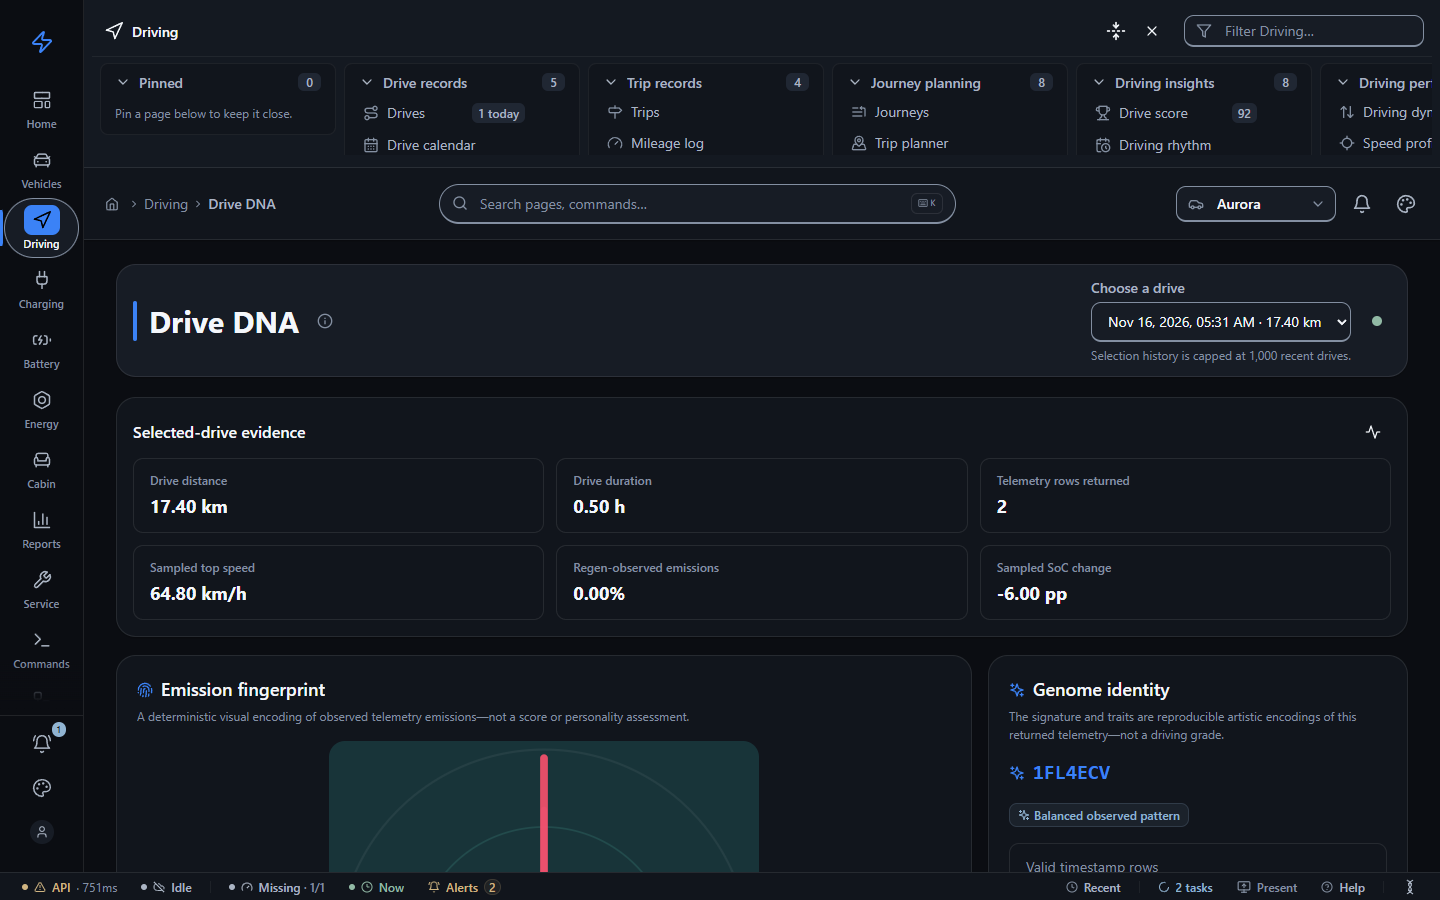 Driving
Filter Driving...
Pinned 0
Pin a page below to keep it close.
Drive records 5
Drives 1 today
Drive calendar
Trip records 4
Trips
Mileage log
Journey planning 8
Journeys
Trip planner
Driving insights 8
Drive score 92
Driving rhythm
Driving per
Driving dyn
Speed prof
Home
Vehicles
Driving
Charging
Battery
Energy
Cabin
Reports
Service
Commands
1
Driving
Drive DNA
Search pages, commands...
K
Aurora
Drive DNA
Choose a drive
Nov 16, 2026, 05:31 AM · 17.40 km
Selection history is capped at 1,000 recent drives.
Selected-drive evidence
Drive distance
17.40 km
Drive duration
0.50 h
Telemetry rows returned
2
Sampled top speed
64.80 km/h
Regen-observed emissions
0.00%
Sampled SoC change
-6.00 pp
Emission fingerprint
A deterministic visual encoding of observed telemetry emissions—not a score or personality assessment.
Genome identity
The signature and traits are reproducible artistic encodings of this
returned telemetry—not a driving grade.
1FL4ECV
Balanced observed pattern
Valid timestamp rows
API · 751ms
Idle
Missing · 1/1
Now
Alerts 2
Recent
2 tasks
Present
Help